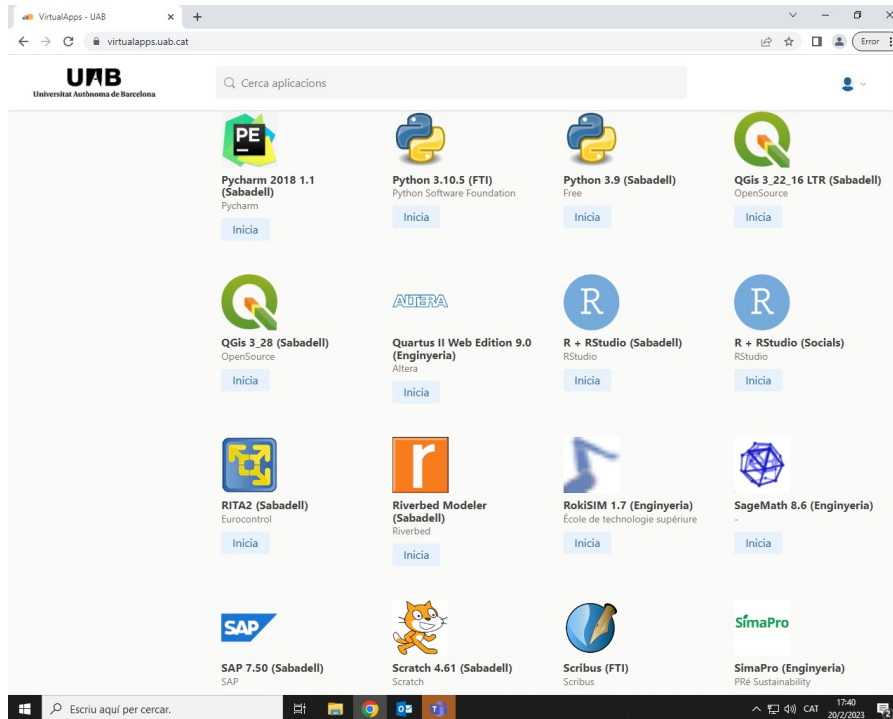 VirtualApps - UAB
virtualapps.uab.cat
Error
UAB
Universitat Autònoma de Barcelona
Cerca aplicacions
PE
Pycharm 2018 1.1
(Sabadell)
Pycharm
Inicia
Python 3.10.5 (FTI)
Python Software Foundation
Inicia
Python 3.9 (Sabadell)
Free
Inicia
QGis 3_22_16 LTR (Sabadell)
OpenSource
Inicia
QGis 3_28 (Sabadell)
OpenSource
Inicia
ALTERA
Quartus II Web Edition 9.0
(Enginyeria)
Altera
Inicia
R
R + RStudio (Sabadell)
RStudio
Inicia
R
R + RStudio (Socials)
RStudio
Inicia
RITA2 (Sabadell)
Eurocontrol
Inicia
r
Riverbed Modeler
(Sabadell)
Riverbed
Inicia
RokiSIM 1.7 (Enginyeria)
École de technologie supériure
Inicia
SageMath 8.6 (Enginyeria)
-
Inicia
SAP
SAP 7.50 (Sabadell)
SAP
Scratch 4.61 (Sabadell)
Scratch
Scribus (FTI)
Scribus
SimaPro
SimaPro (Enginyeria)
PRé Sustainability
Escriu aquí per cercar.
CAT
17:40
20/2/2023